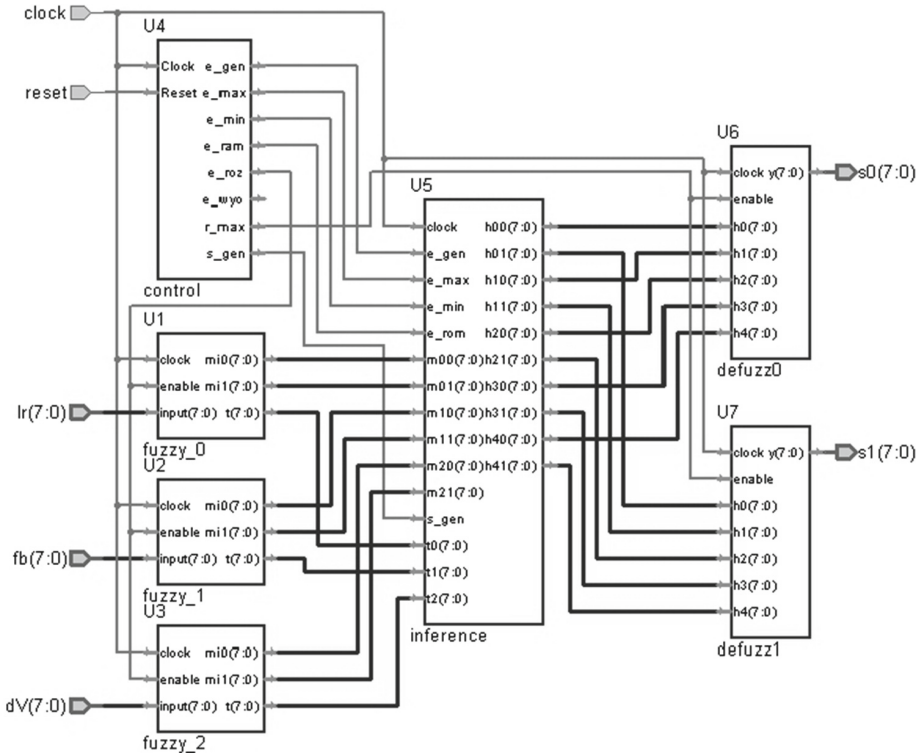 clock
reset
U4
Clock e_gen
Reset e_max
e_min
e_ram
e_roz
e_wyo
r_max
s_gen
control
U1
clock mi0(7:0)
enable mi1(7:0)
input(7:0) t(7:0)
fuzzy_0
lr(7:0)
U2
clock mi0(7:0)
enable mi1(7:0)
input(7:0) t(7:0)
fuzzy_1
fb(7:0)
U3
clock mi0(7:0)
enable mi1(7:0)
input(7:0) t(7:0)
fuzzy_2
dV(7:0)
U5
clock h00(7:0)
e_gen h01(7:0)
e_max h10(7:0)
e_min h11(7:0)
e_rom h20(7:0)
m00(7:0)h21(7:0)
m01(7:0)h30(7:0)
m10(7:0)h31(7:0)
m11(7:0)h40(7:0)
m20(7:0)h41(7:0)
m21(7:0)
s_gen
t0(7:0)
t1(7:0)
t2(7:0)
inference
U6
clock y(7:0)
enable
h0(7:0)
h1(7:0)
h2(7:0)
h3(7:0)
h4(7:0)
defuzz0
s0(7:0)
U7
clock y(7:0)
enable
h0(7:0)
h1(7:0)
h2(7:0)
h3(7:0)
h4(7:0)
defuzz1
s1(7:0)